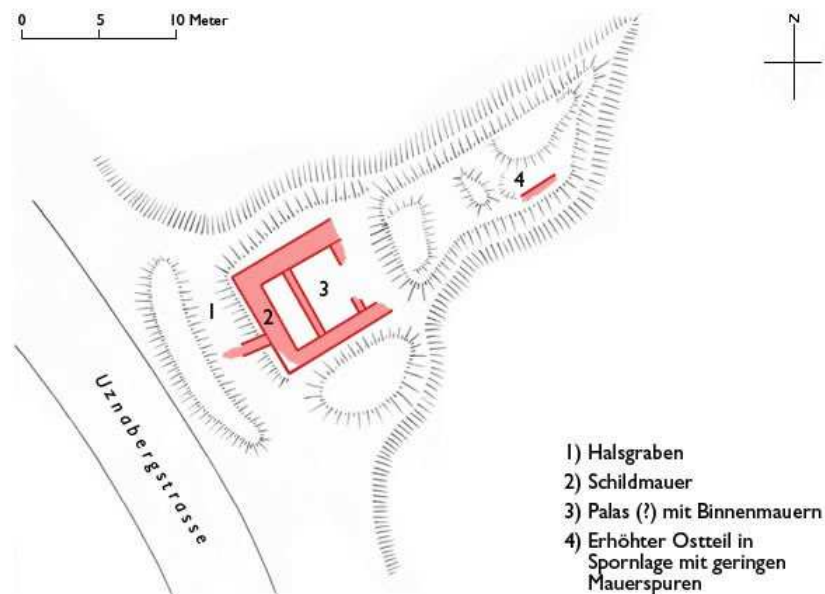 0 5 10 Meter
N
4
3
2
1
Uznabergstrasse
1) Halsgraben
2) Schildmauer
3) Palas (?) mit Binnenmauern
4) Erhöhter Ostteil in
Spornlage mit geringen
Mauerspuren